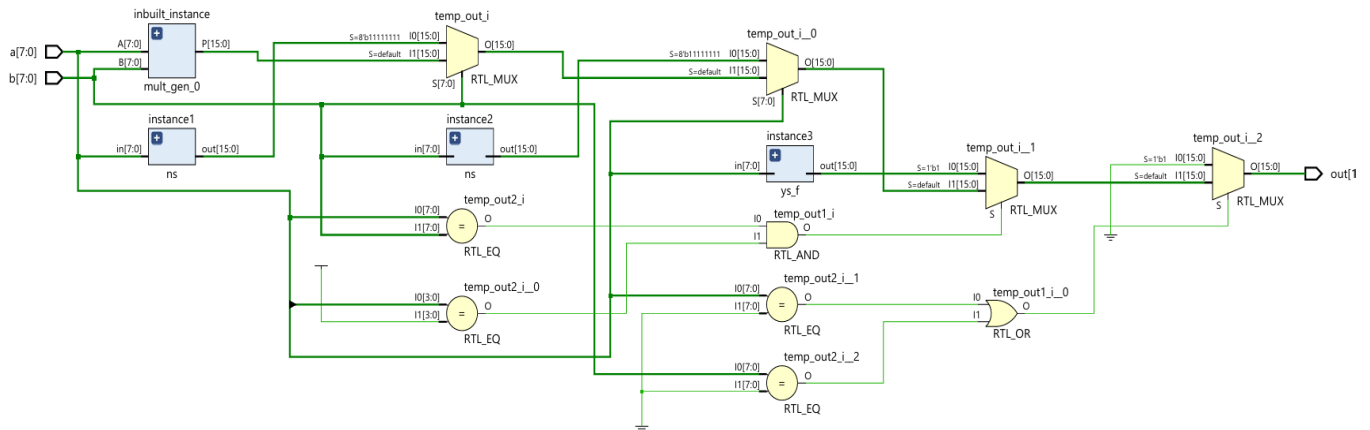 a[7:0]
b[7:0]
inbuilt_instance
A[7:0]
B[7:0]
P[15:0]
mult_gen_0
instance1
in[7:0]
out[15:0]
ns
temp_out_i
S=8'b11111111
I0[15:0]
S=default
I1[15:0]
O[15:0]
S[7:0]
RTL_MUX
instance2
in[7:0]
out[15:0]
ns
temp_out2_i
I0[7:0]
I1[7:0]
O
RTL_EQ
temp_out2_i__0
I0[3:0]
I1[3:0]
O
RTL_EQ
temp_out_i__0
S=8'b11111111
I0[15:0]
S=default
I1[15:0]
O[15:0]
S[7:0]
RTL_MUX
instance3
in[7:0]
out[15:0]
ys_f
temp_out1_i
I0
I1
O
RTL_AND
temp_out2_i__1
I0[7:0]
I1[7:0]
O
RTL_EQ
temp_out2_i__2
I0[7:0]
I1[7:0]
O
RTL_EQ
temp_out_i__1
S=1'b1
I0[15:0]
S=default
I1[15:0]
O[15:0]
S
RTL_MUX
temp_out1_i__0
I0
I1
O
RTL_OR
temp_out_i__2
S=1'b1
I0[15:0]
S=default
I1[15:0]
O[15:0]
S
RTL_MUX
out[1